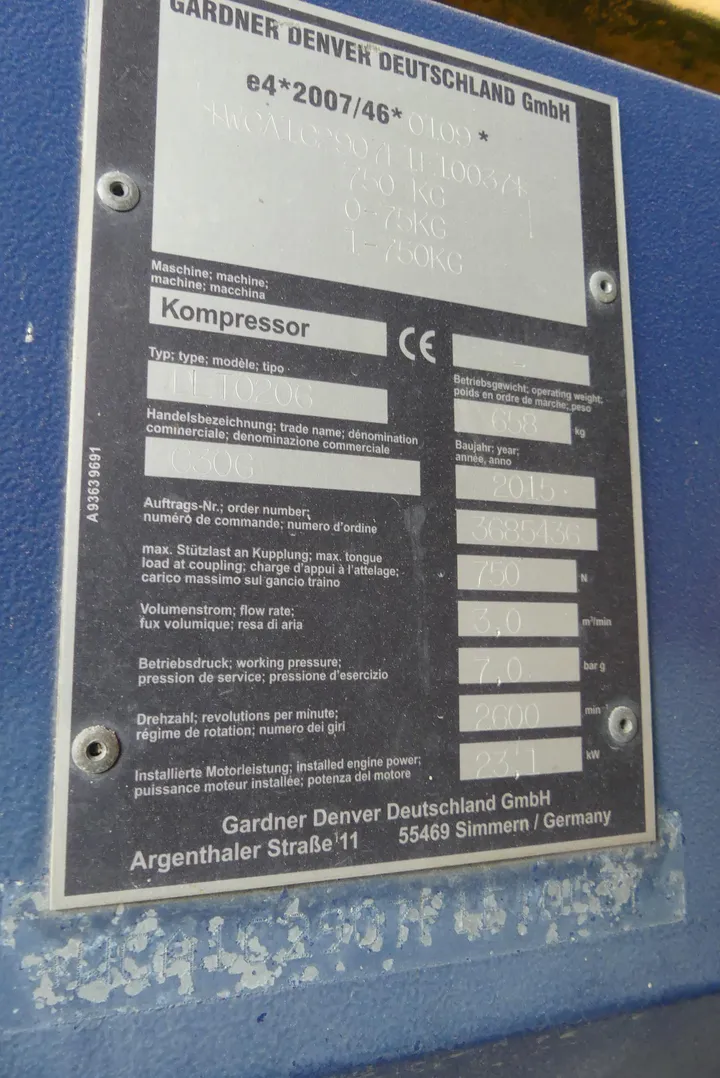 GARDNER DENVER DEUTSCHLAND GmbH
e4*2007/46* 0109 *
750 KG
0-75KG
1-750KG
Maschine; machine;
machine; macchina
Kompressor
CE
-
Typ; type; modèle; tipo
Betriebsgewicht; operating weight;
poids en ordre de marche; peso
658 kg
Handelsbezeichnung; trade name; dénomination
cominerciale; denominazione commerciale
C30G
Baujahr; year;
année, anno
2015
A93639691
Auftrags-Nr.; order number;
numéro de commande; numero d'ordine
3685436
max. Stützlast an Kupplung; max. tongue
load at coupling; charge d'appui à l'attelage;
carico massimo sul gancio traino
750 N
Volumenstrom; flow rate;
fux volumique; resa di aria
3,0 m³/min
Betriebsdruck; working pressure;
pression de service; pressione d'esercizio
7,0 bar g
Drehzahl; revolutions per minute;
régime de rotation; numero dei giri
2600 min⁻¹
Installierte Motorleistung; installed engine power;
puissance moteur installée; potenza del motore
23,1 kW
Gardner Denver Deutschland GmbH
Argenthaler Straße 11 55469 Simmern / Germany